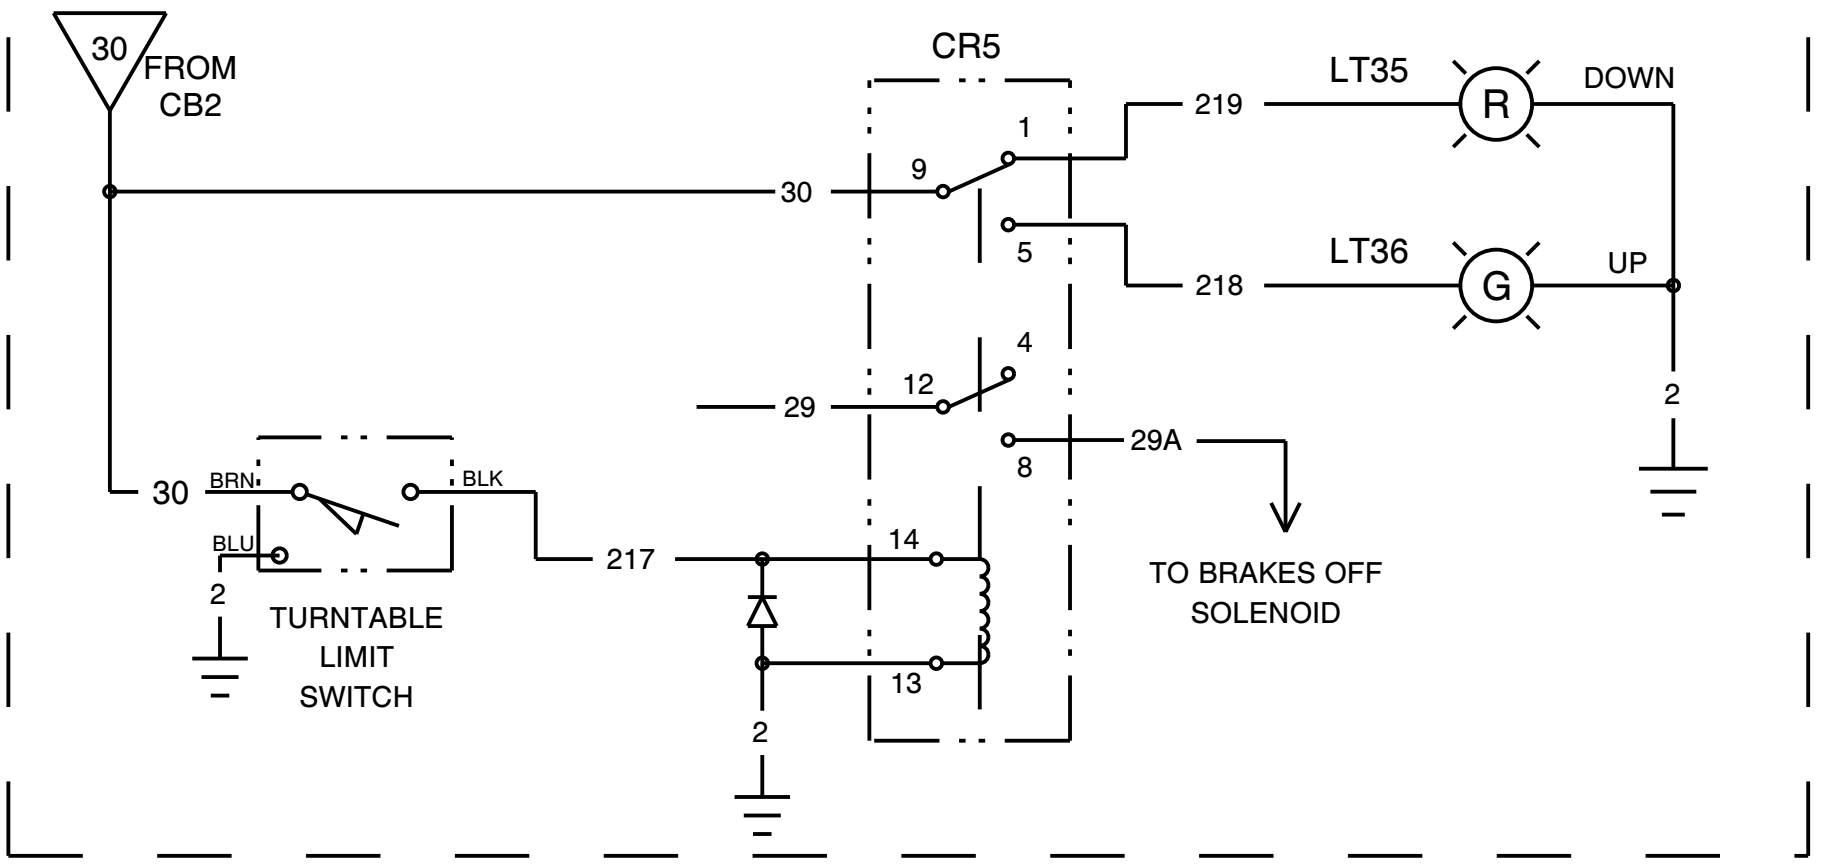 30
FROM
CB2
CR5
LT35
R
DOWN
219
1
9
30
5
LT36
G
UP
218
4
12
29
2
8
29A
30
BRN
BLK
BLU
2
217
14
TURNTABLE
LIMIT
SWITCH
TO BRAKES OFF
SOLENOID
13
2